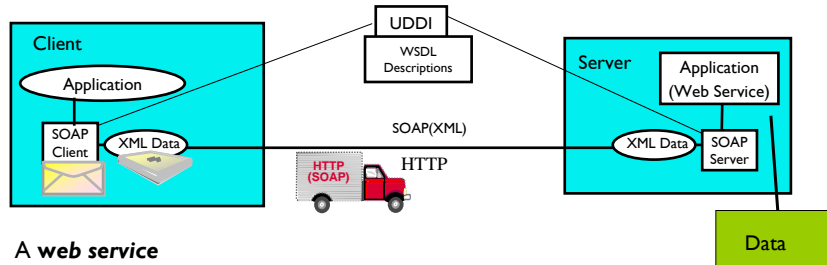 UDDI
WSDL
Descriptions
Client
Application
SOAP
Client
XML Data
SOAP(XML)
HTTP
(SOAP)
HTTP
Server
Application
(Web Service)
XML Data
SOAP
Server
Data
A web service